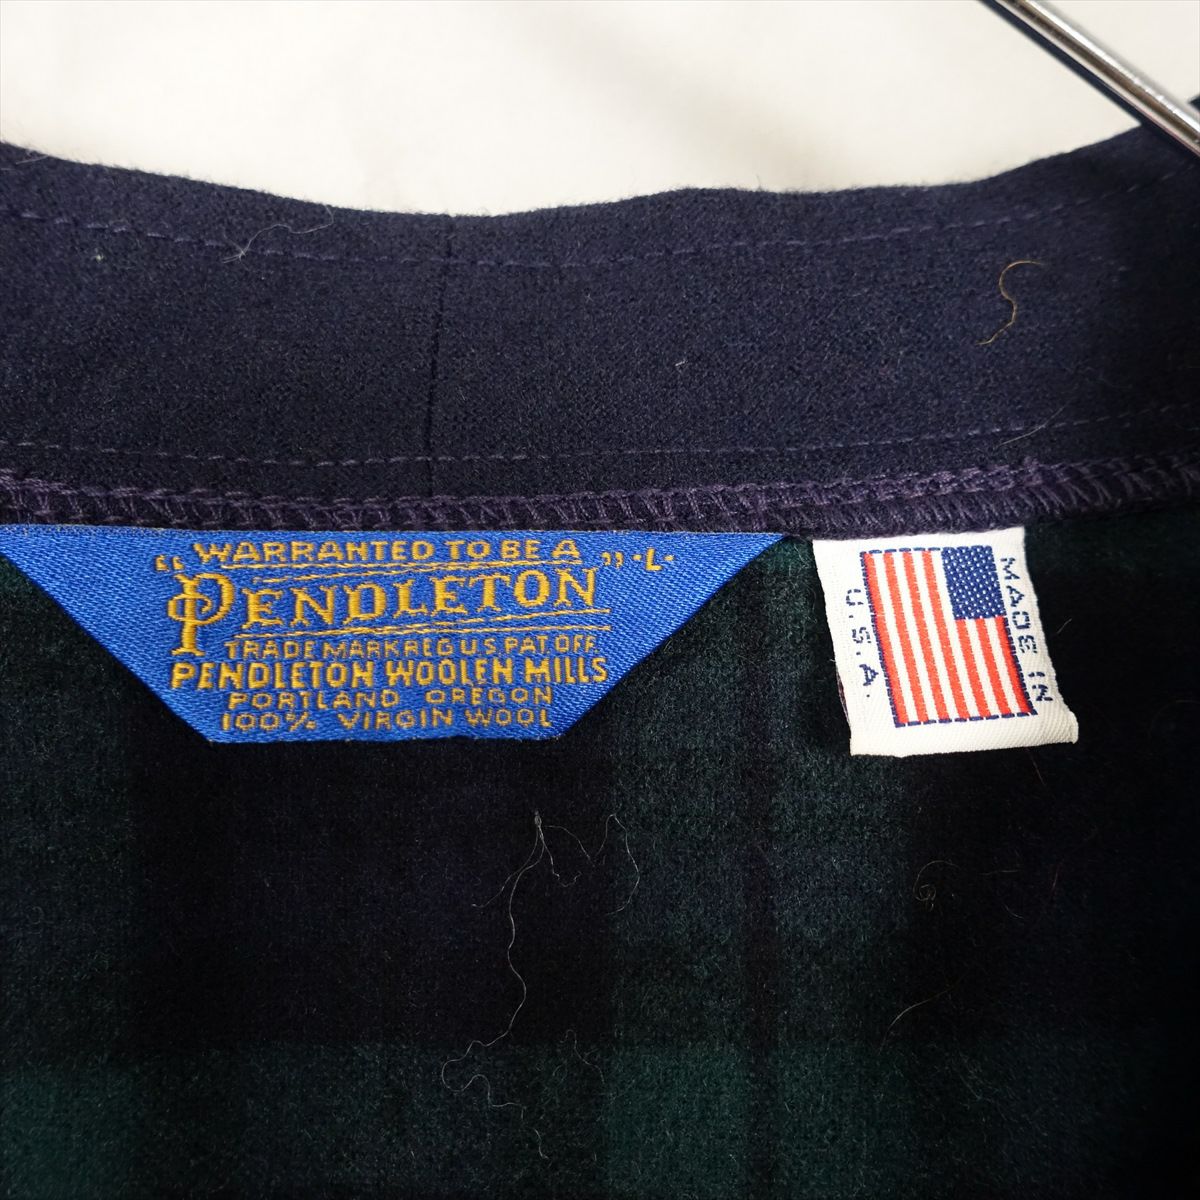 "WARRANTED TO BE A
PENDLETON" · L ·
TRADE MARK REG U.S. PAT. OFF.
PENDLETON WOOLEN MILLS
PORTLAND OREGON
100% VIRGIN WOOL
MADE IN
U.S.A.